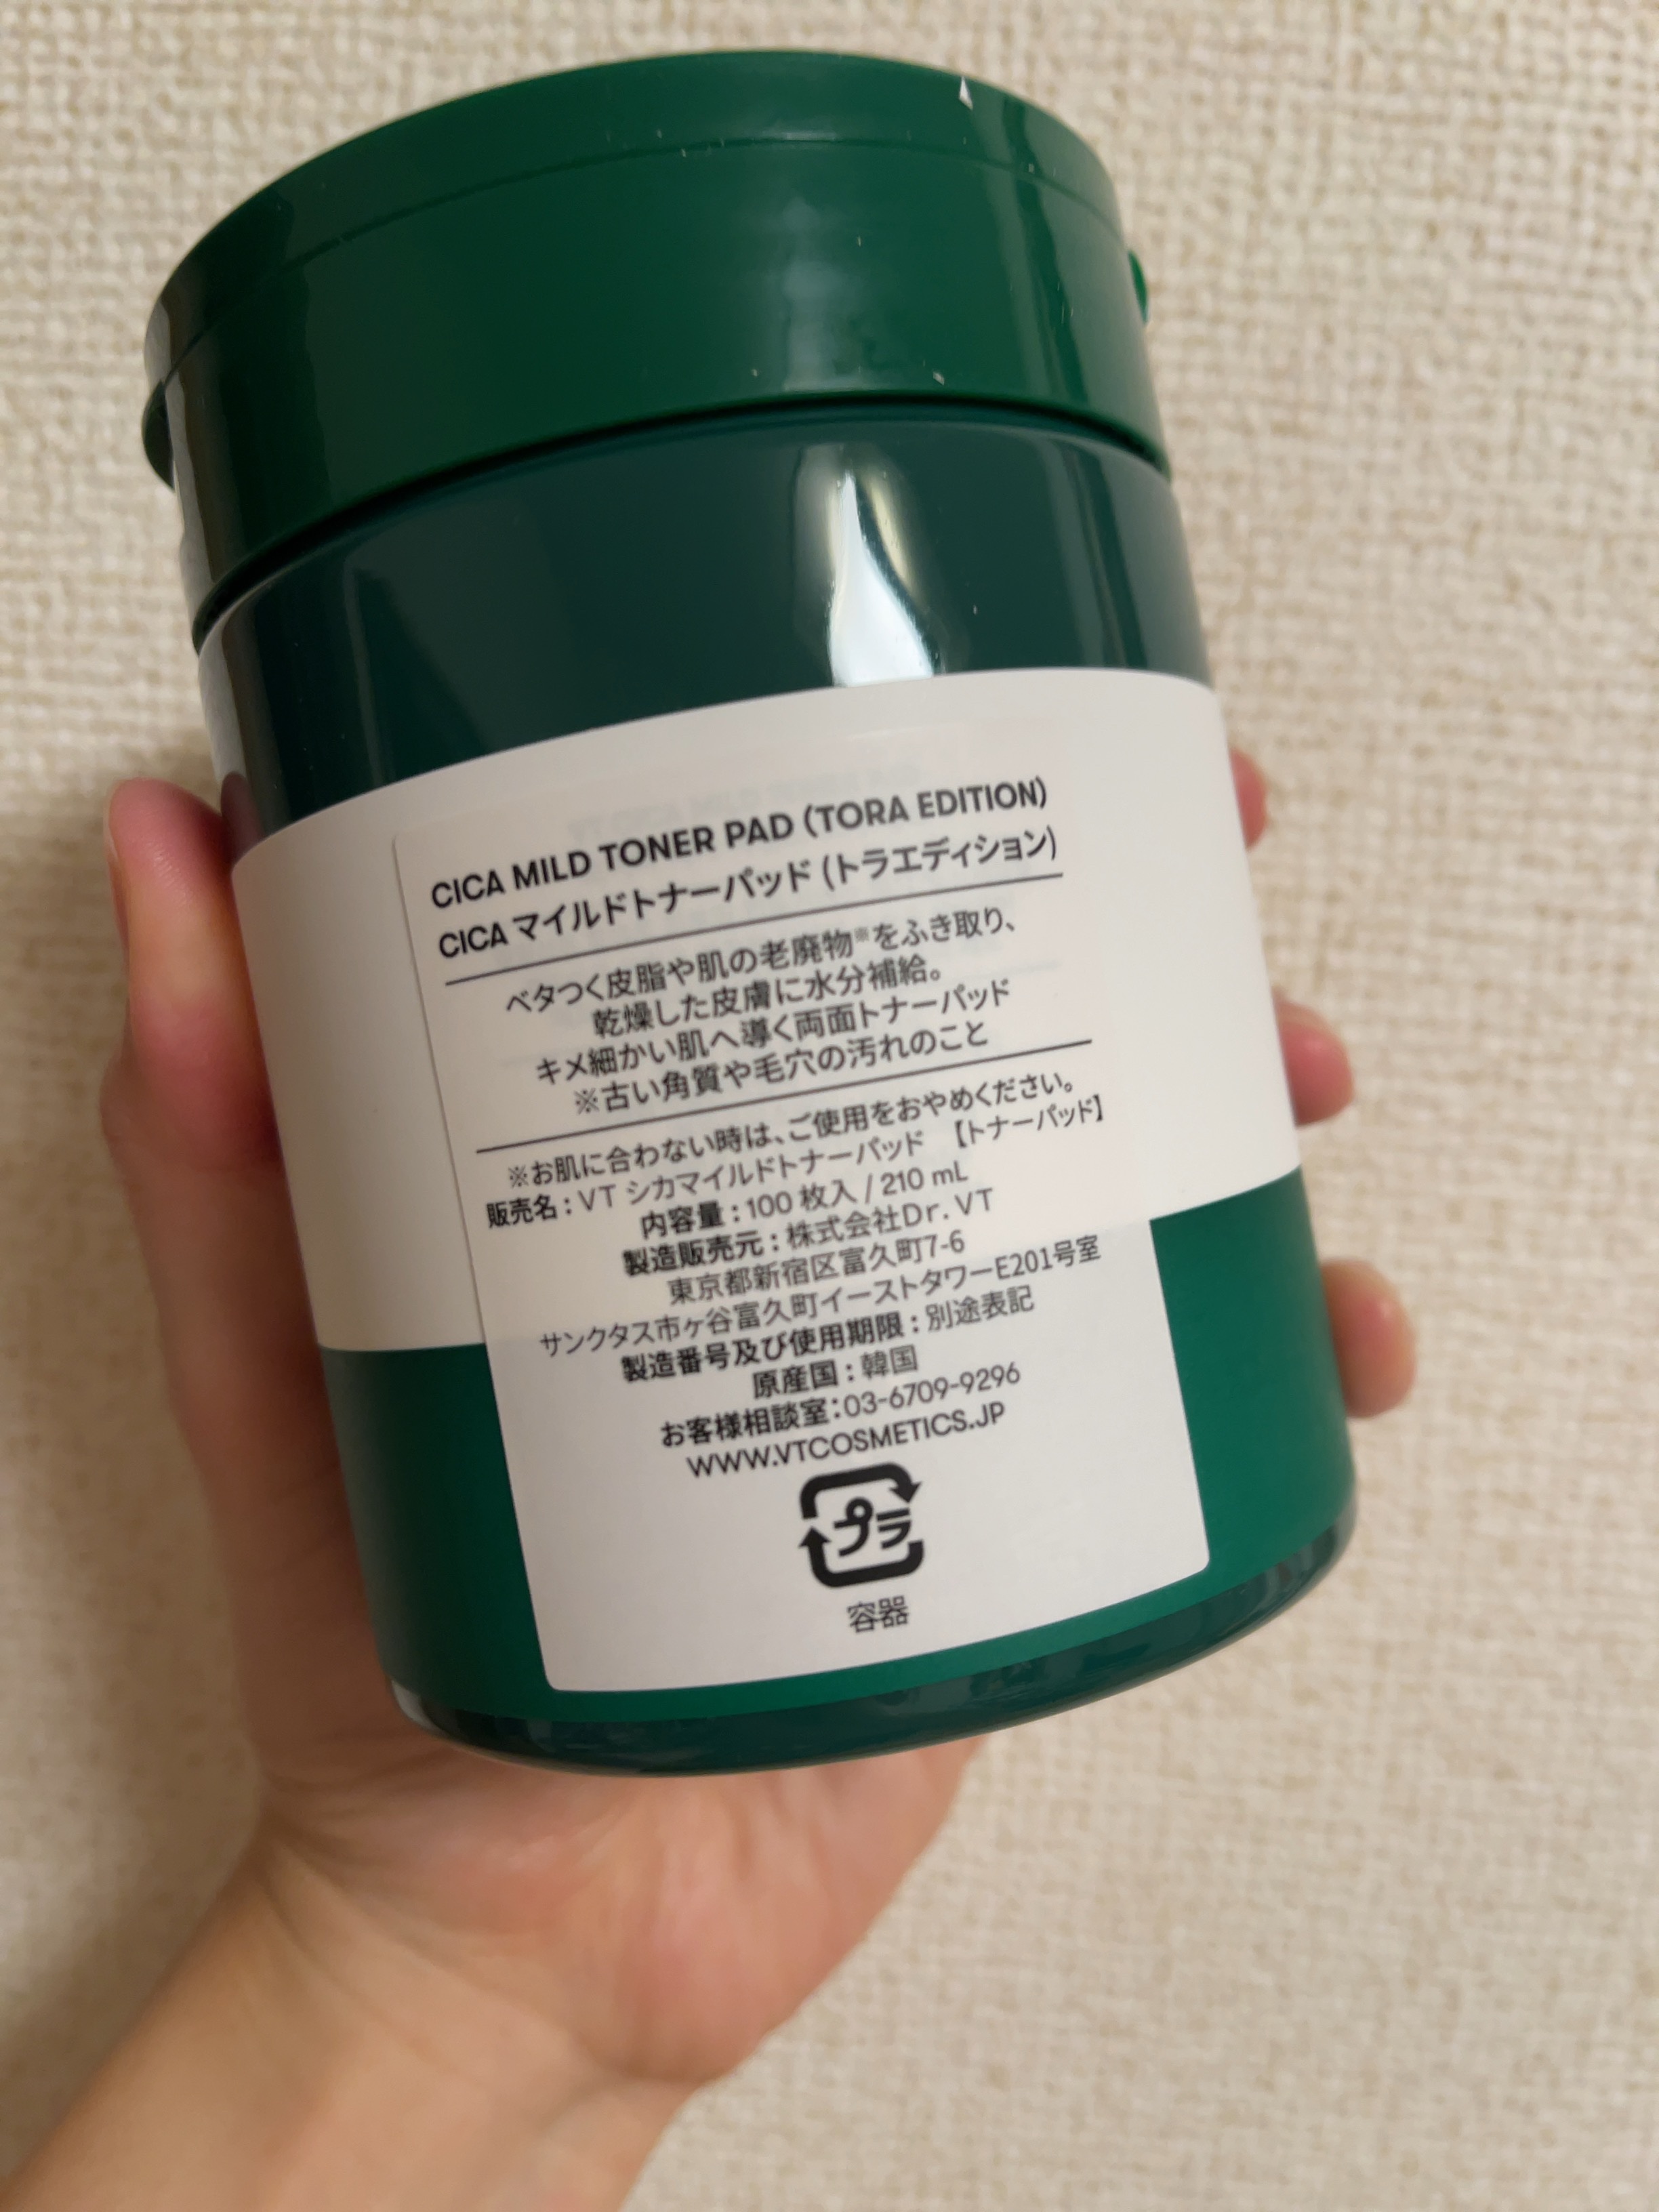 CICA MILD TONER PAD (TORA EDITION)
CICA マイルドトナーパッド (トラエディション)
ベタつく皮脂や肌の老廃物※をふき取り、
乾燥した皮膚に水分補給。
キメ細かい肌へ導く両面トナーパッド
※古い角質や毛穴の汚れのこと
※お肌に合わない時は、ご使用をおやめください。
販売名：VT シカマイルドトナーパッド 【トナーパッド】
内容量：100 枚入 / 210 mL
製造販売元：株式会社Dr.VT
東京都新宿区富久町7-6
サンクタス市ヶ谷富久町イーストタワーE201号室
製造番号及び使用期限：別途表記
原産国：韓国
お客様相談室：03-6709-9296
WWW.VTCOSMETICS.JP
プラ
容器